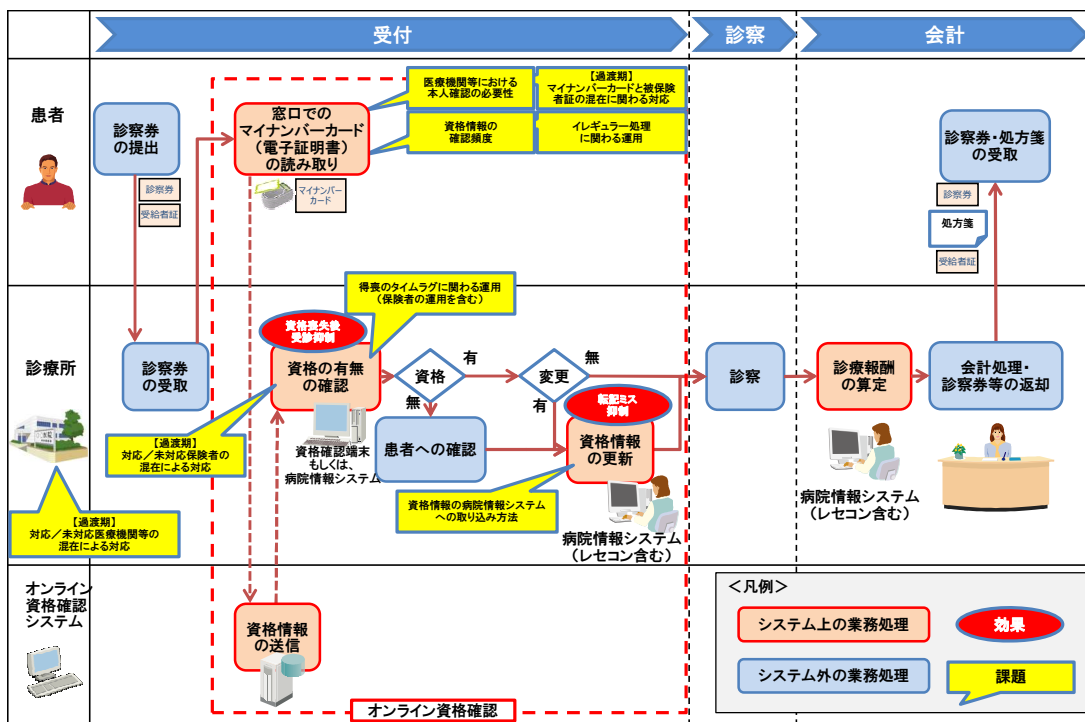 受付
診察
会計
患者
診察券
の提出
診察券
受給者証
窓口での
マイナンバーカード
(電子証明書)
の読み取り
マイナンバー
カード
医療機関等における
本人確認の必要性
【過渡期】
マイナンバーカードと被保険
者証の混在に関わる対応
資格情報の
確認頻度
イレギュラー処理
に関わる運用
診察券・処方箋
の受取
診察券
処方箋
受給者証
診療所
診察券
の受取
得喪のタイムラグに関わる運用
(保険者の運用を含む)
資格喪失後
受診抑制
資格の有無
の確認
資格
有
無
変更
無
有
転記ミス
抑制
患者への確認
資格情報
の更新
資格確認端末
もしくは、
病院情報システム
【過渡期】
対応/未対応保険者の
混在による対応
【過渡期】
対応/未対応医療機関等の
混在による対応
資格情報の病院情報システム
への取り込み方法
病院情報システム
(レセコン含む)
診察
診療報酬
の算定
会計処理・
診察券等の返却
病院情報システム
(レセコン含む)
オンライン
資格確認
システム
資格情報
の送信
オンライン資格確認
<凡例>
システム上の業務処理
効果
システム外の業務処理
課題